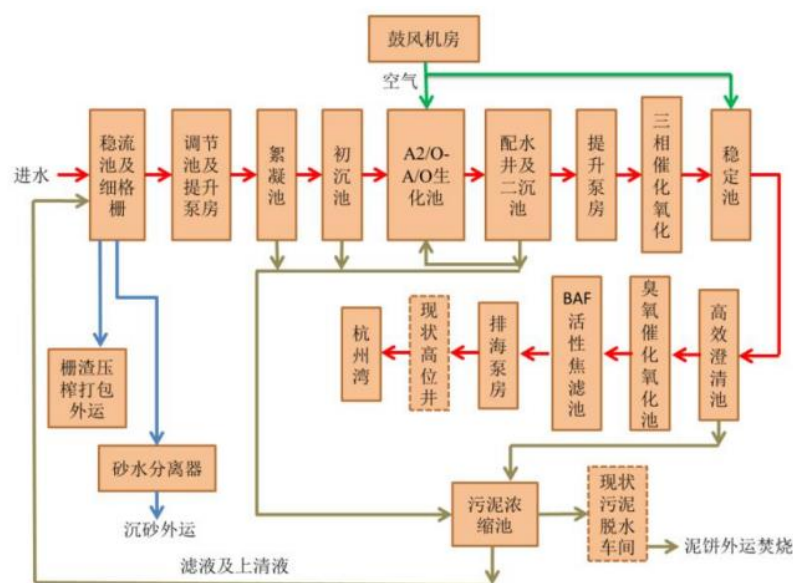 鼓风机房
空气
进水
稳流
池及
细格
栅
调节
池及
提升
泵房
絮
凝
池
初
沉
池
A2/O-
A/O生
化池
配水
井及
二沉
池
提
升
泵
房
三
相
催
化
氧
化
稳
定
池
杭
州
湾
现
状
高
位
井
排
海
泵
房
BAF
活
性
焦
滤
池
臭
氧
催
化
氧
化
池
高
效
澄
清
池
栅渣压
榨打包
外运
砂水分离器
沉砂外运
污泥浓
缩池
现状
污泥
脱水
车间
泥饼外运焚烧
滤液及上清液